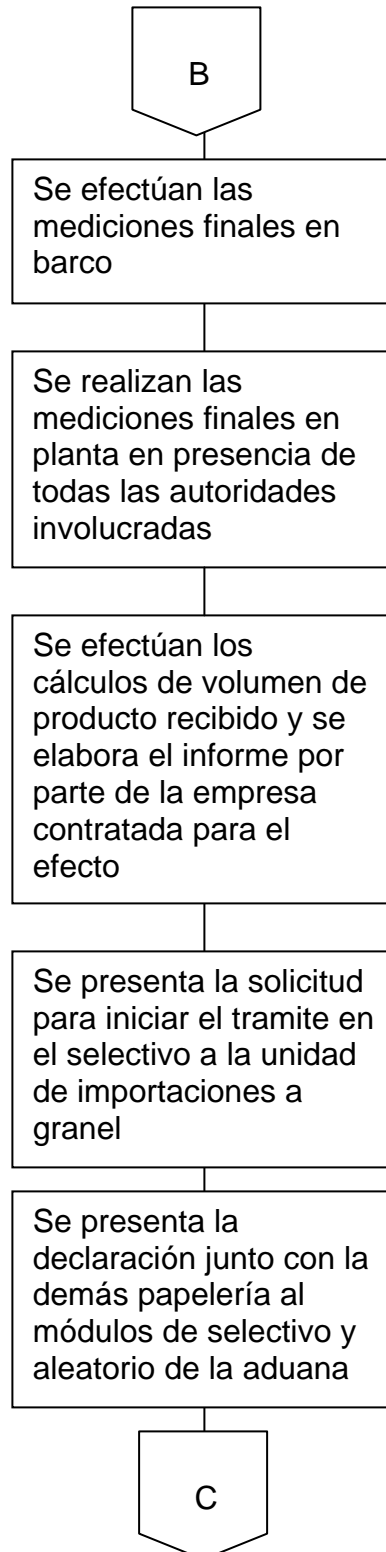 B
Se efectúan las
mediciones finales en
barco
Se realizan las
mediciones finales en
planta en presencia de
todas las autoridades
involucradas
Se efectúan los
cálculos de volumen de
producto recibido y se
elabora el informe por
parte de la empresa
contratada para el
efecto
Se presenta la solicitud
para iniciar el tramite en
el selectivo a la unidad
de importaciones a
granel
Se presenta la
declaración junto con la
demás papelería al
módulos de selectivo y
aleatorio de la aduana
C